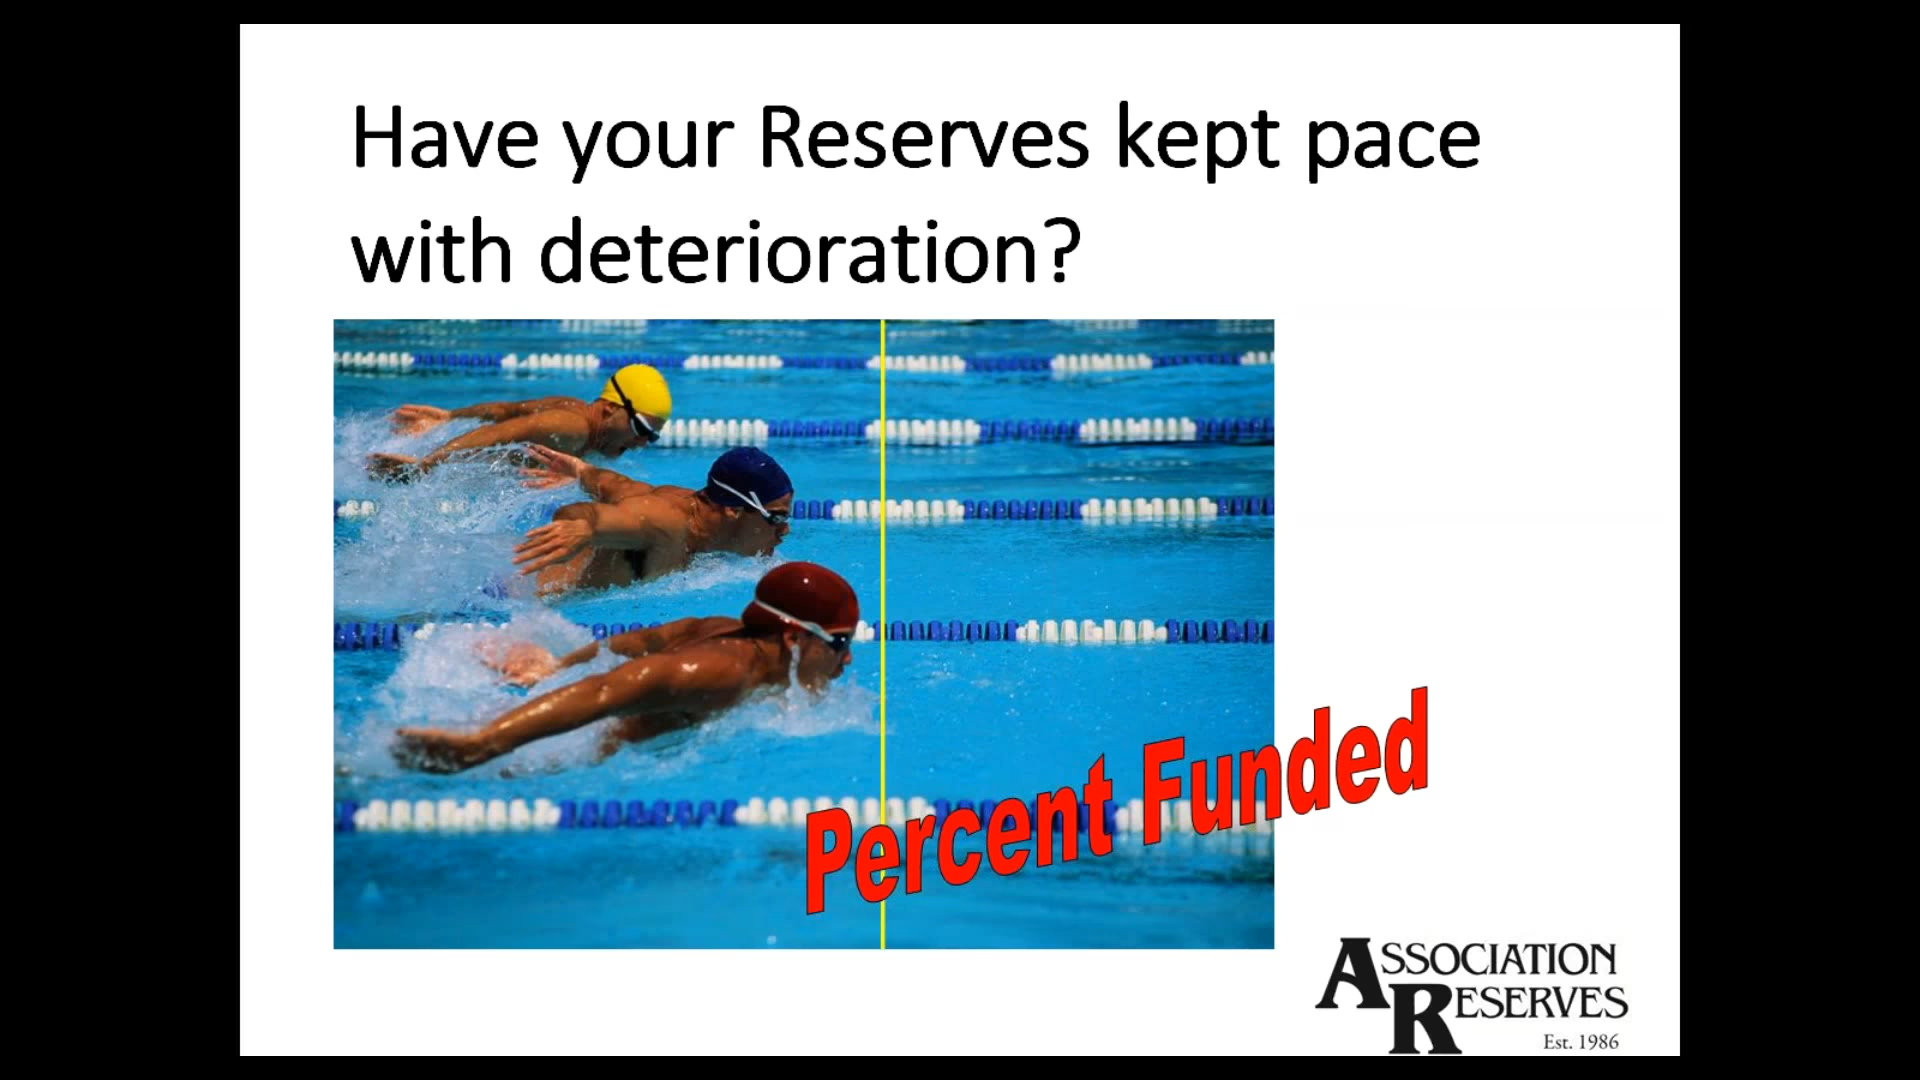 Have your Reserves kept pace
with deterioration?
Percent Funded
ASSOCIATION
RESERVES
Est. 1986